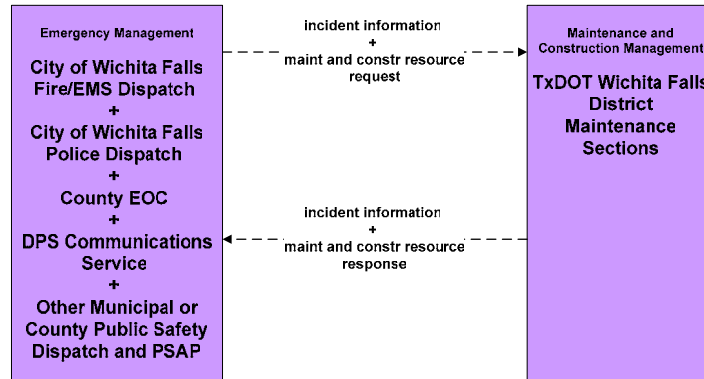 Emergency Management
City of Wichita Falls
Fire/EMS Dispatch
+
City of Wichita Falls
Police Dispatch
+
County EOC
+
DPS Communications
Service
+
Other Municipal or
County Public Safety
Dispatch and PSAP
incident information
+
maint and constr resource
request
incident information
+
maint and constr resource
response
Maintenance and
Construction Management
TxDOT Wichita Falls
District
Maintenance
Sections